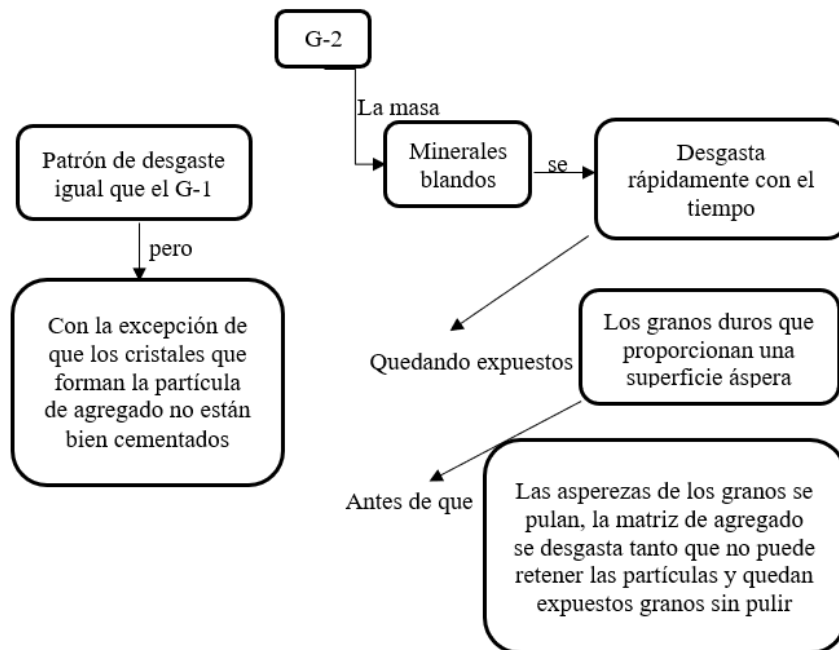 G-2
La masa
Patrón de desgaste
igual que el G-1
pero
Con la excepción de
que los cristales que
forman la partícula
de agregado no están
bien cementados
Minerales
blandos
se
Desgasta
rápidamente con el
tiempo
Quedando expuestos
Los granos duros que
proporcionan una
superficie áspera
Antes de que
Las asperezas de los granos se
pulan, la matriz de agregado
se desgasta tanto que no puede
retener las partículas y quedan
expuestos granos sin pulir